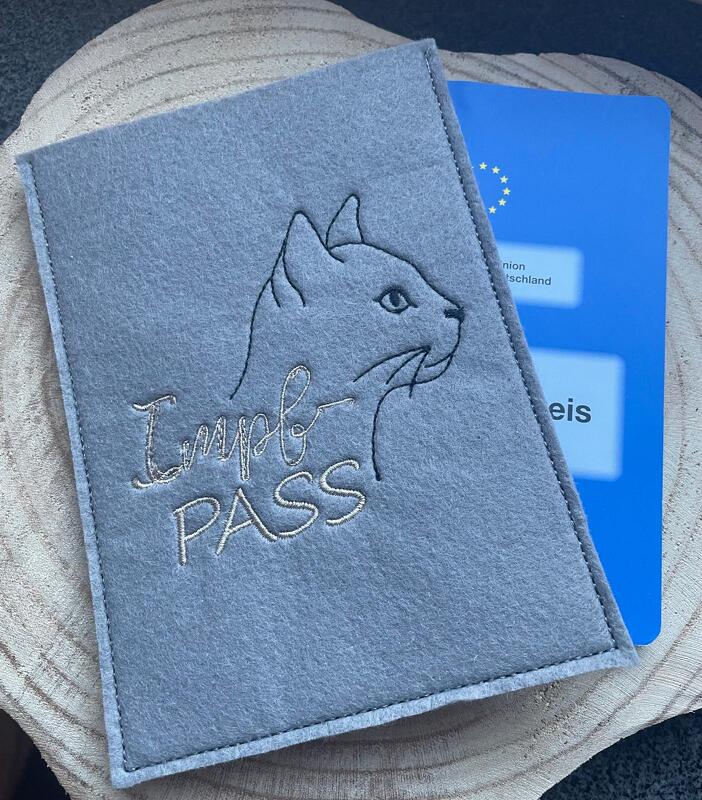 Impf
PASS
nion
tschland
eis